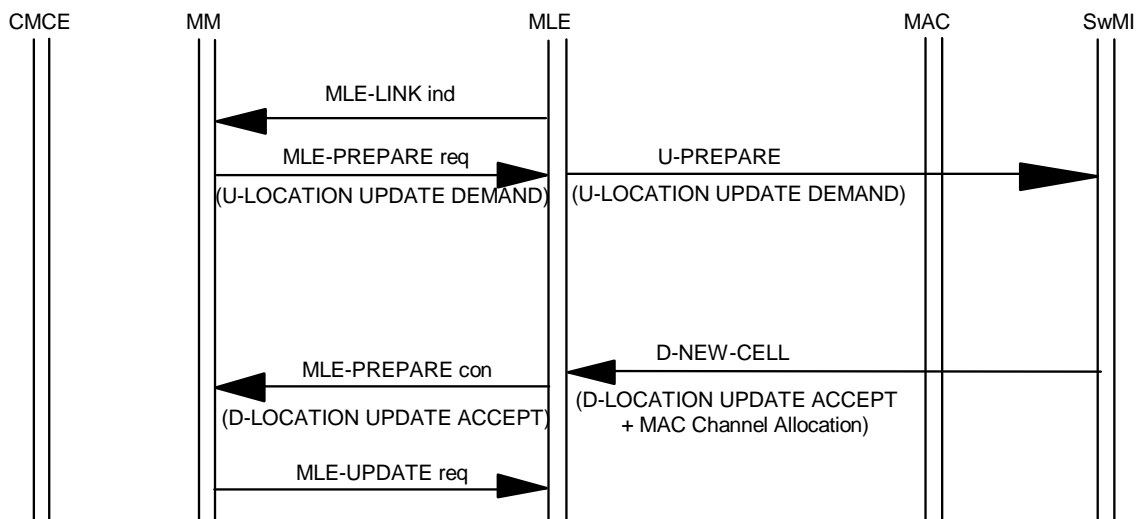 CMCE MM MLE MAC SwMI
MLE-LINK ind
MLE-PREPARE req U-PREPARE
(U-LOCATION UPDATE DEMAND) (U-LOCATION UPDATE DEMAND)
D-NEW-CELL
MLE-PREPARE con
(D-LOCATION UPDATE ACCEPT) (D-LOCATION UPDATE ACCEPT
+ MAC Channel Allocation)
MLE-UPDATE req